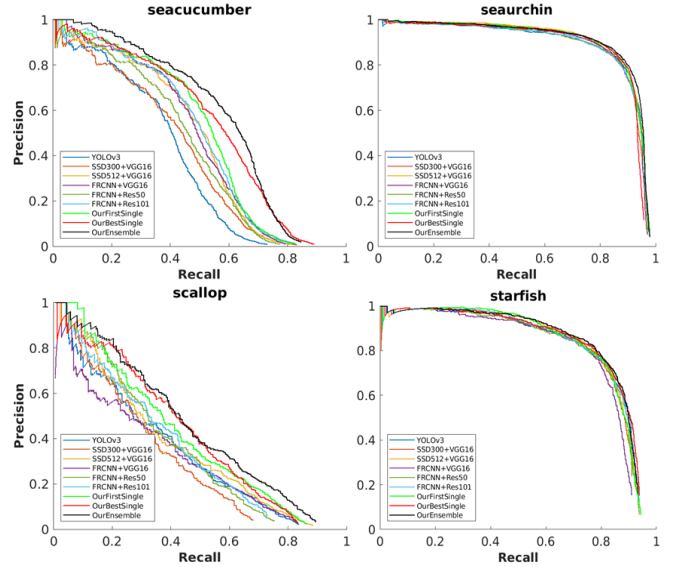 seacucumber
Precision
1
0.8
0.6
0.4
0.2
0
YOLOv3
SSD300+VGG16
SSD512+VGG16
FRCNN+VGG16
FRCNN+Res50
FRCNN+Res101
OurFirstSingle
OurBestSingle
OurEnsemble
0 0.2 0.4 0.6 0.8 1
Recall
seaurchin
1
0.8
0.6
0.4
0.2
0
YOLOv3
SSD300+VGG16
SSD512+VGG16
FRCNN+VGG16
FRCNN+Res50
FRCNN+Res101
OurFirstSingle
OurBestSingle
OurEnsemble
0 0.2 0.4 0.6 0.8 1
Recall
scallop
Precision
1
0.8
0.6
0.4
0.2
0
YOLOv3
SSD300+VGG16
SSD512+VGG16
FRCNN+VGG16
FRCNN+Res50
FRCNN+Res101
OurFirstSingle
OurBestSingle
OurEnsemble
0 0.2 0.4 0.6 0.8 1
Recall
starfish
1
0.8
0.6
0.4
0.2
0
YOLOv3
SSD300+VGG16
SSD512+VGG16
FRCNN+VGG16
FRCNN+Res50
FRCNN+Res101
OurFirstSingle
OurBestSingle
OurEnsemble
0 0.2 0.4 0.6 0.8 1
Recall